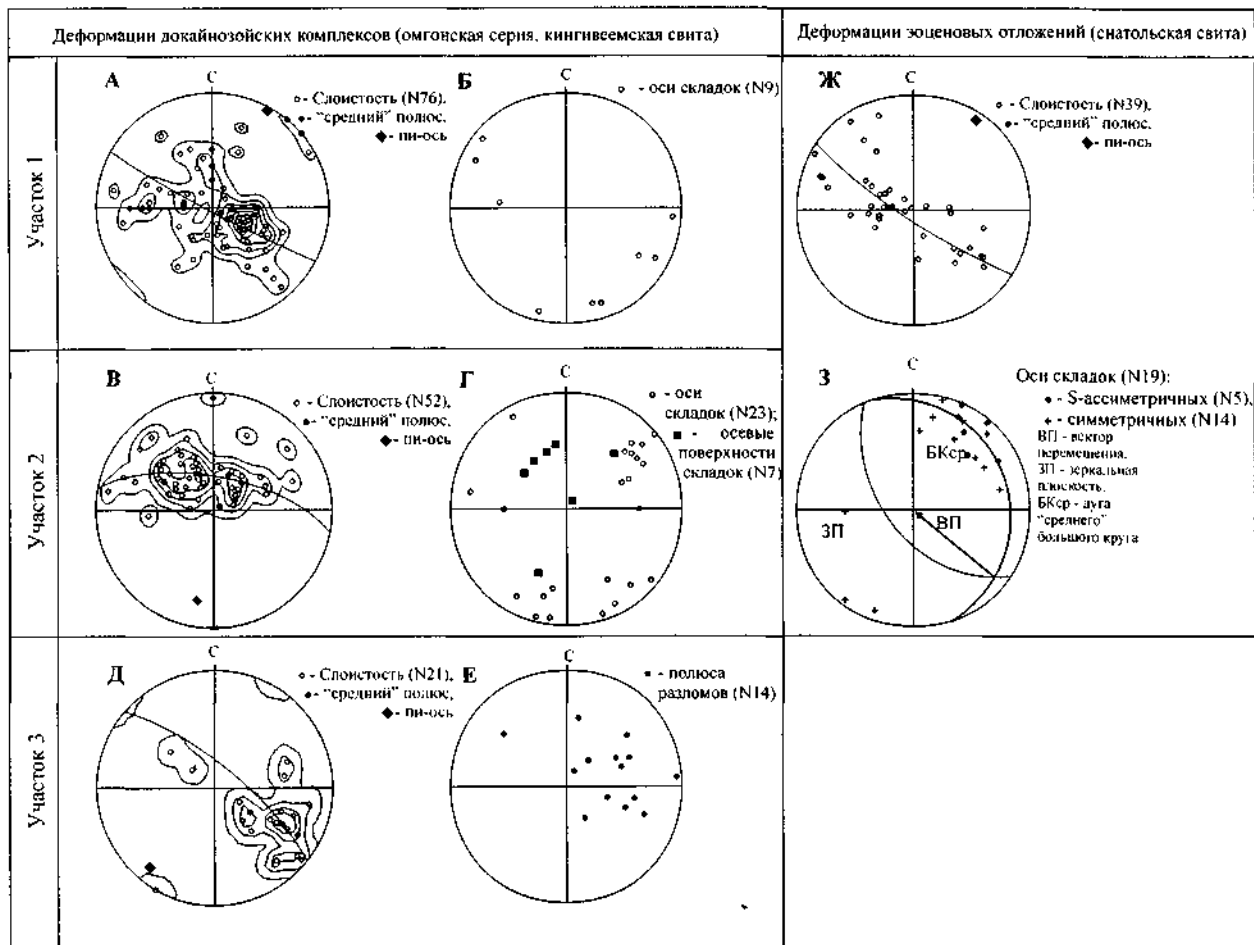 Деформации докайнозойских комплексов (омгонская серия, кингивеемская свита)
Деформации эоценовых отложений (снатольская свита)
Участок 1
А
С
- Слоистость (N76),
- "средний" полюс,
- пи-ось
Б
- оси складок (N9)
Ж
С
- Слоистость (N39),
- "средний" полюс,
- пи-ось
Участок 2
В
С
- Слоистость (N52),
- "средний" полюс,
- пи-ось
Г
С
- оси
складок (N23);
- осевые
поверхности
складок (N7)
З
С
БКср
ЗП
ВП
Оси складок (N19):
- S-ассиметричных (N5),
- симметричных (N14)
ВП - вектор
перемещения,
ЗП - зеркальная
плоскость,
БКср - дуга
"среднего"
большого круга
Участок 3
Д
С
- Слоистость (N21),
- "средний" полюс,
- пи-ось
Е
С
- полюса
разломов (N14)